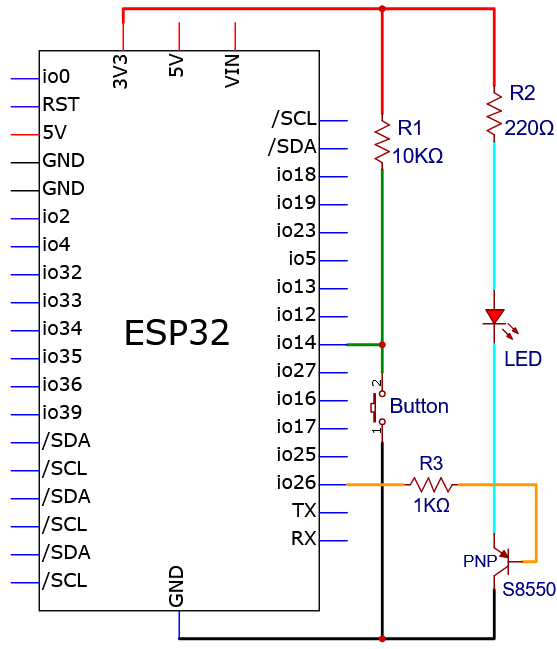 3V3
5V
VIN
io0
RST
5V
GND
GND
io2
io4
io32
io33
io34
io35
io36
io39
/SDA
/SCL
/SDA
/SCL
/SDA
/SCL
ESP32
/SCL
/SDA
io18
io19
io23
io5
io13
io12
io14
io27
io16
io17
io25
io26
TX
RX
GND
R1
10KΩ
R2
220Ω
LED
2
Button
1
R3
1KΩ
PNP
S8550